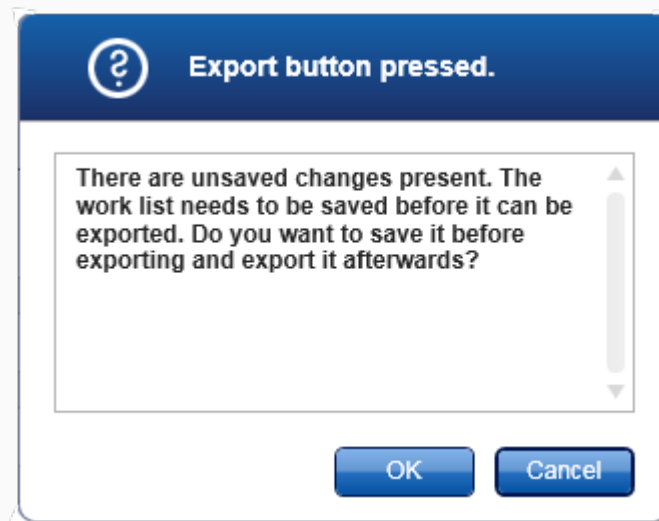 Export button pressed.
There are unsaved changes present. The
work list needs to be saved before it can be
exported. Do you want to save it before
exporting and export it afterwards?
OK
Cancel